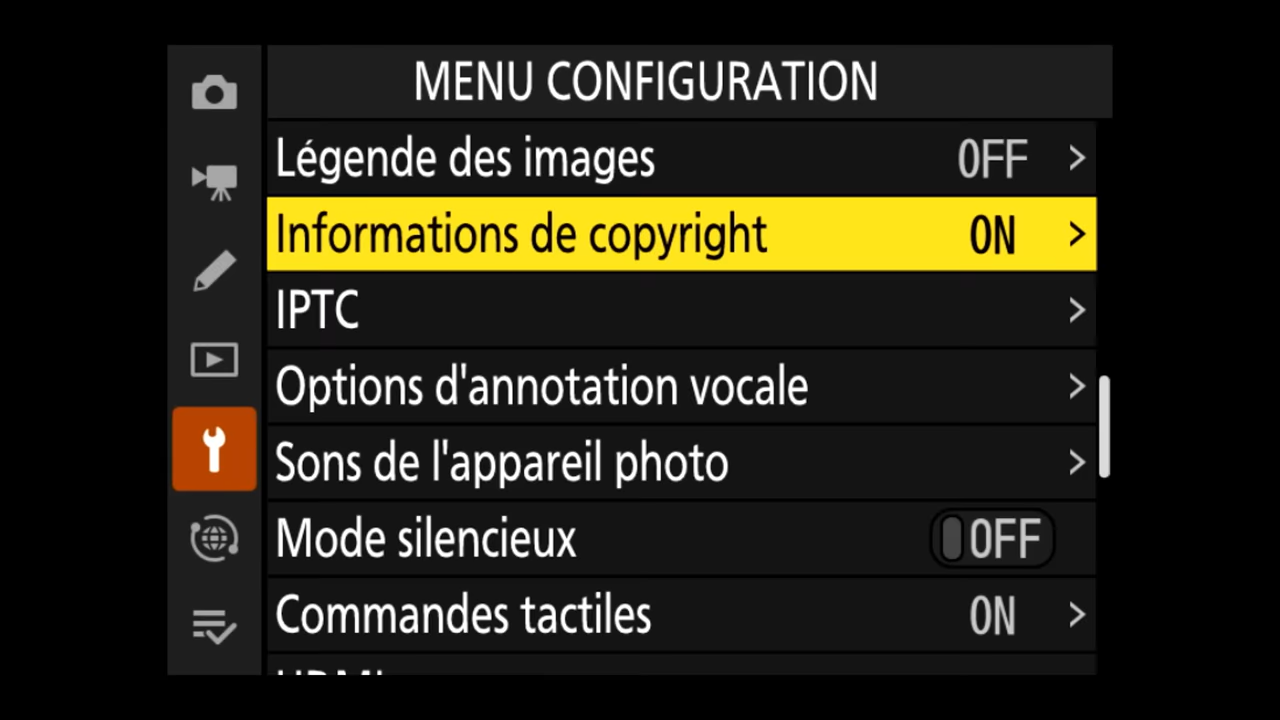 MENU CONFIGURATION
Légende des images OFF >
Informations de copyright ON >
IPTC >
Options d'annotation vocale >
Sons de l'appareil photo >
Mode silencieux OFF
Commandes tactiles ON >
HDMI